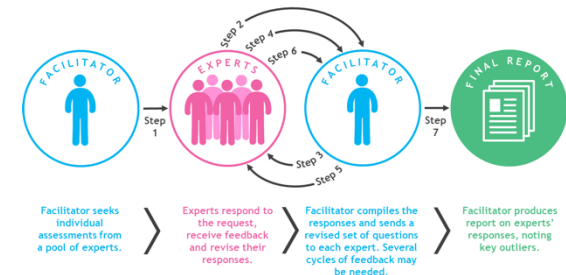 FACILITATOR
Step
1
EXPERTS
Step 2
Step 4
Step 6
Step 3
Step 5
FACILITATOR
Step
7
FINAL REPORT
Facilitator seeks
individual
assessments from
a pool of experts.
Experts respond to
the request,
receive feedback
and revise their
responses.
Facilitator compiles the
responses and sends a
revised set of questions
to each expert. Several
cycles of feedback may
be needed.
Facilitator produces
report on experts'
responses, noting
key outliers.